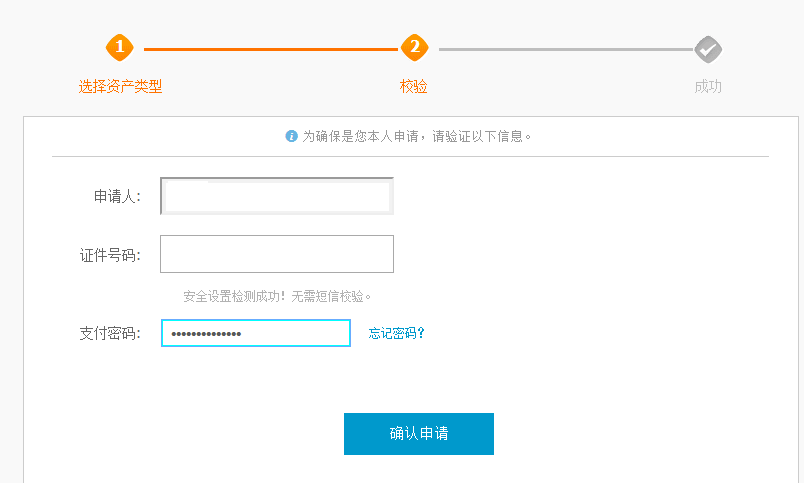 1 2
选择资产类型 校验 成功
为确保是您本人申请，请验证以下信息。
申请人：
证件号码：
安全设置检测成功！无需短信校验。
支付密码： •••••••••••••• 忘记密码?
确认申请